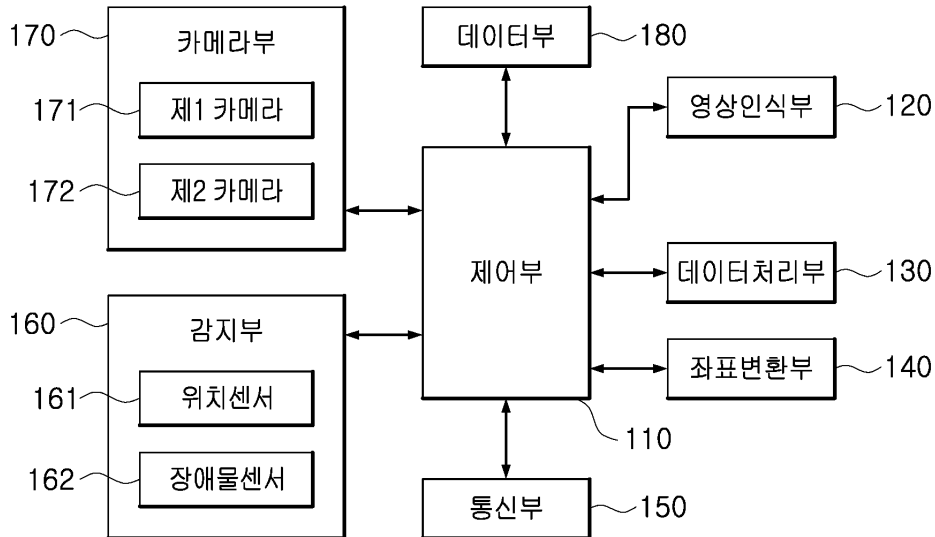 170
카메라부
171
제1 카메라
172
제2 카메라
160
감지부
161
위치센서
162
장애물센서
데이터부
180
제어부
110
통신부
150
영상인식부
120
데이터처리부
130
좌표변환부
140